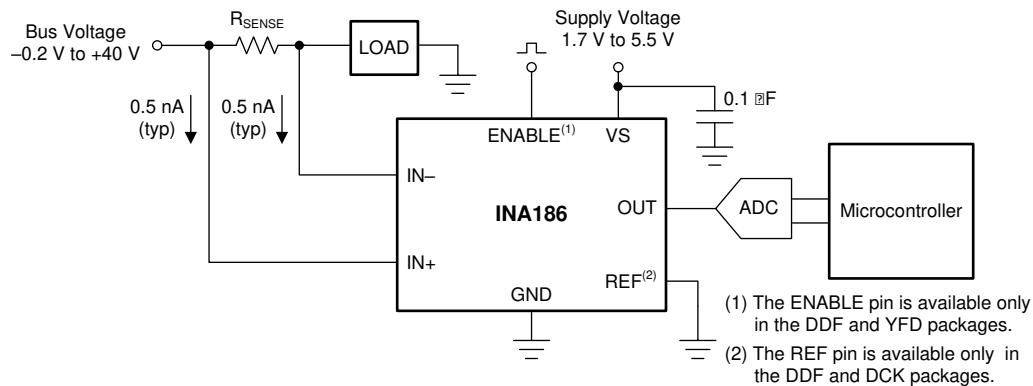 Bus Voltage
–0.2 V to +40 V
RSENSE
LOAD
Supply Voltage
1.7 V to 5.5 V
0.5 nA
(typ)
0.5 nA
(typ)
0.1 �F
ENABLE(1)
VS
IN–
INA186
OUT
ADC
Microcontroller
IN+
REF(2)
GND
(1) The ENABLE pin is available only
in the DDF and YFD packages.
(2) The REF pin is available only in
the DDF and DCK packages.